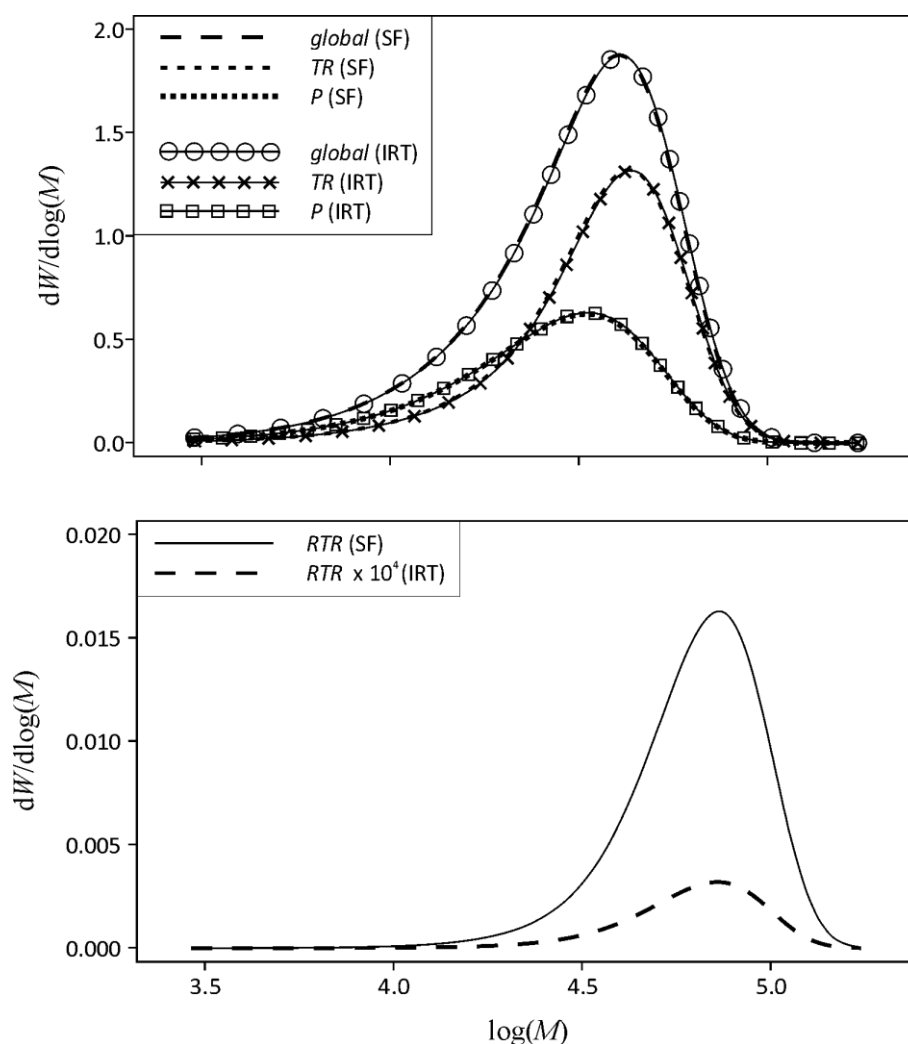 2.0
1.5
1.0
0.5
0.0
dW/dlog(M)
global (SF)
TR (SF)
P (SF)
global (IRT)
TR (IRT)
P (IRT)
0.020
0.015
0.010
0.005
0.000
dW/dlog(M)
RTR (SF)
RTR x 10⁴ (IRT)
3.5 4.0 4.5 5.0
log(M)